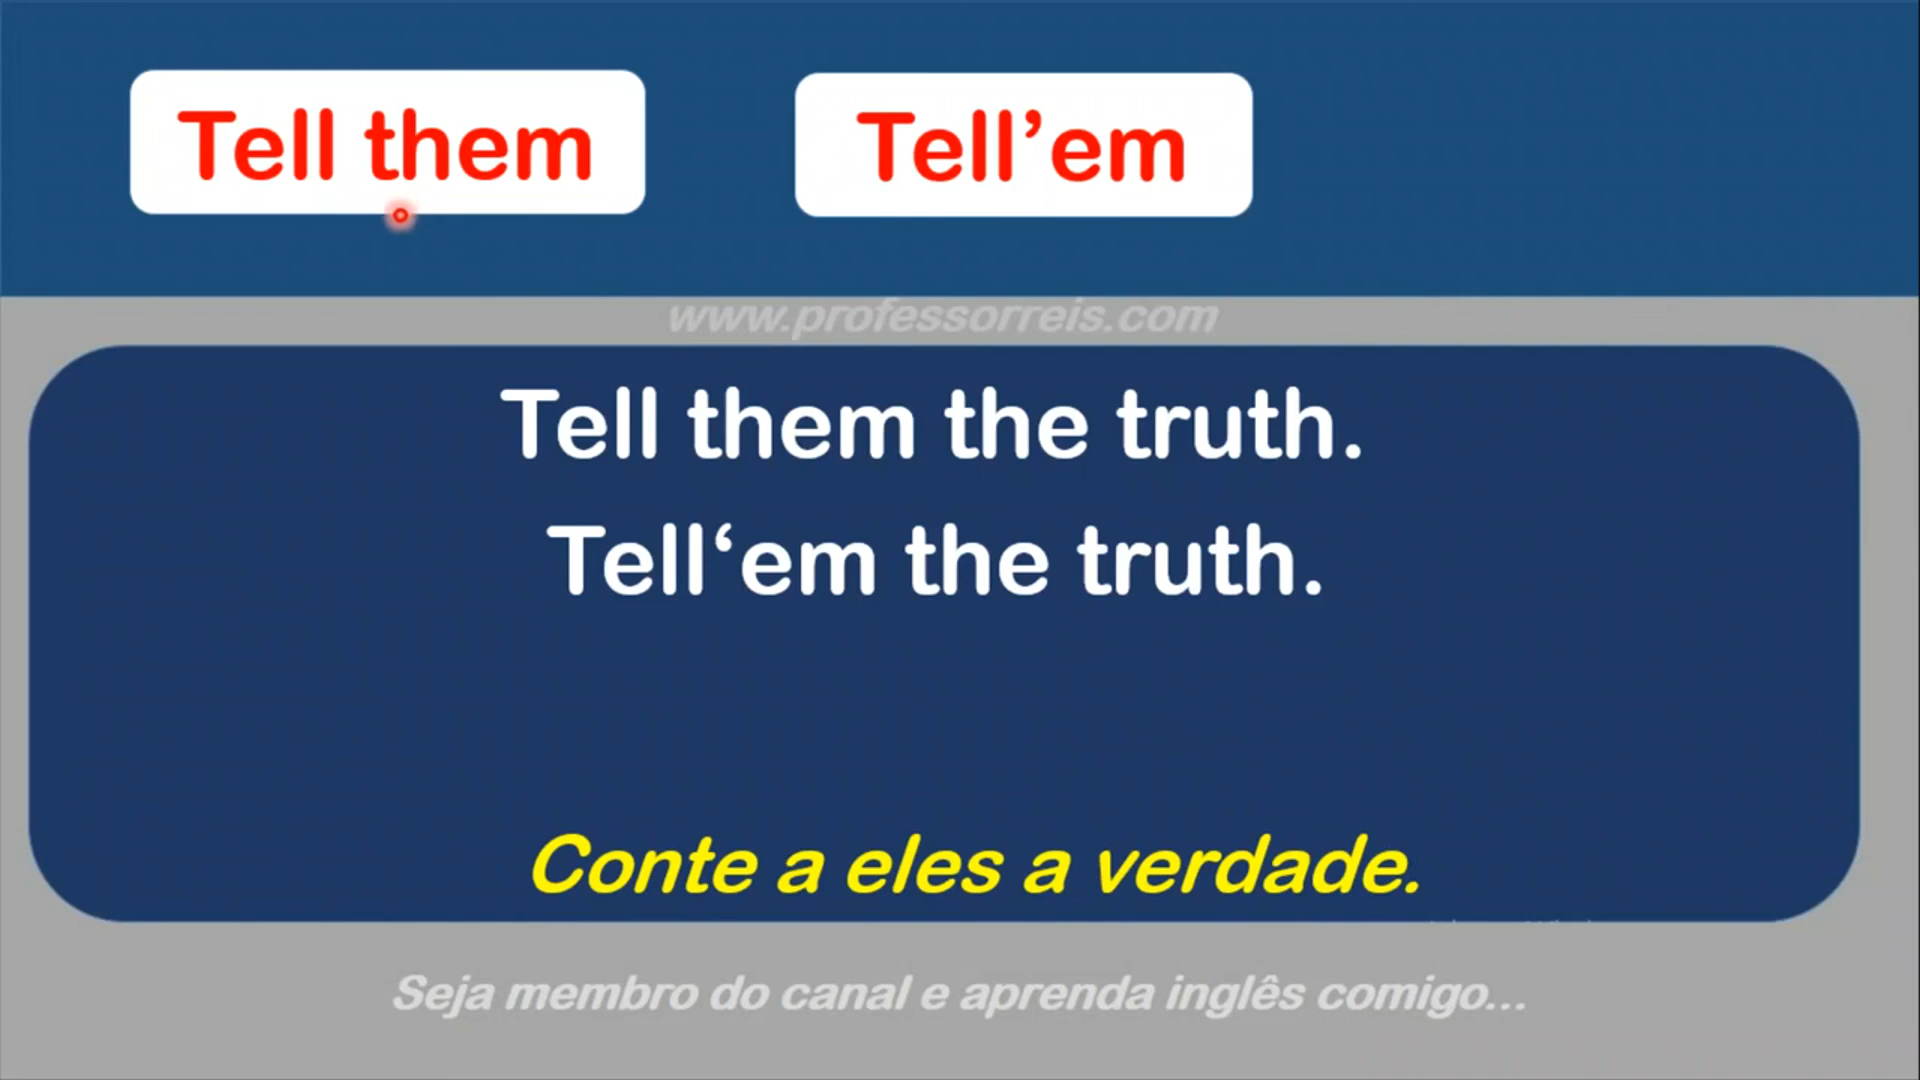 Tell them
Tell’em
www.professorreis.com
Tell them the truth.
Tell‘em the truth.
Conte a eles a verdade.
Seja membro do canal e aprenda inglês comigo...